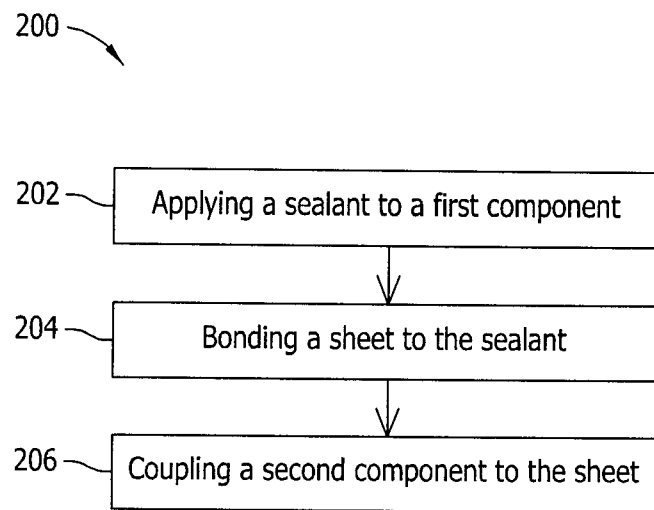 200
202
Applying a sealant to a first component
204
Bonding a sheet to the sealant
206
Coupling a second component to the sheet